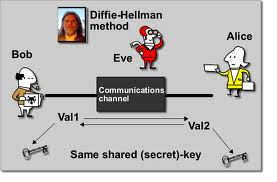 Diffie-Hellman
method
Bob
Eve
Alice
Communications
channel
Val1
Val2
Same shared (secret)-key